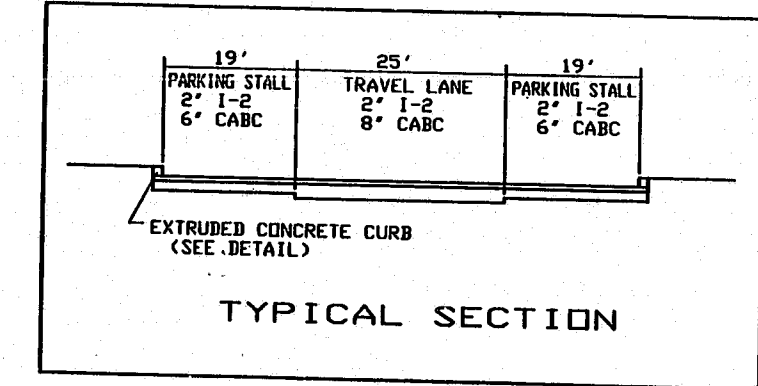 19' 25' 19'
PARKING STALL TRAVEL LANE PARKING STALL
2" I-2 2" I-2 2" I-2
6" CABC 8" CABC 6" CABC
EXTRUDED CONCRETE CURB
(SEE DETAIL)
TYPICAL SECTION